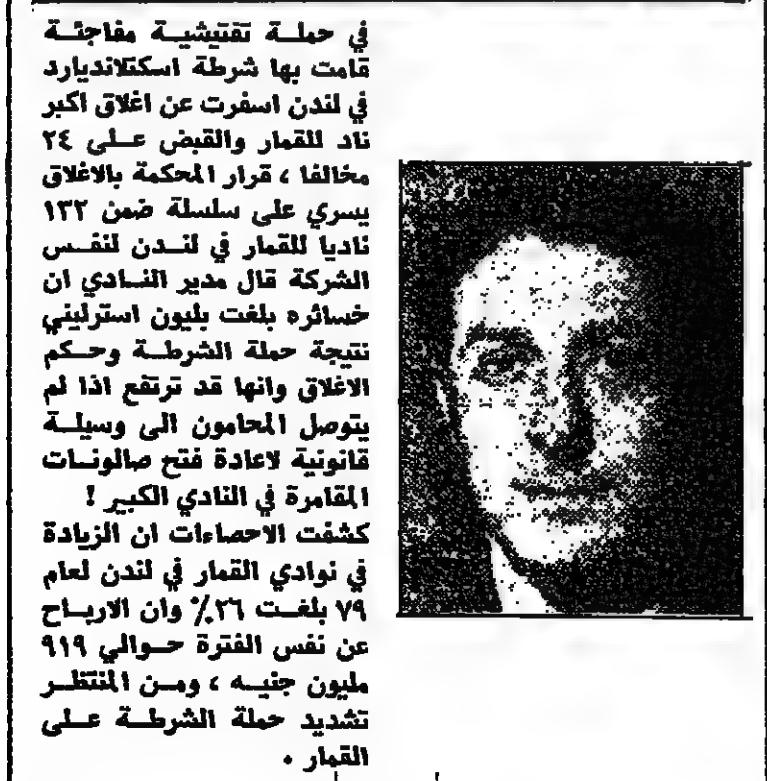 في حملة تفتيشية مفاجئة
قامت بها شرطة اسكتلانديارد
في لندن اسفرت عن اغلاق اكبر
ناد للقمار والقبض على ٢٤
مخالفا ، قرار المحكمة بالاغلاق
يسري على سلسلة ضمن ١٣٢
ناديا للقمار في لندن لنفس
الشركة قال مدير النادي ان
خسائره بلغت بليون استرليني
نتيجة حملة الشرطة وحكم
الاغلاق وانها قد ترتفع اذا لم
يتوصل المحامون الى وسيلة
قانونية لاعادة فتح صالونات
المقامرة في النادي الكبير !
كشفت الاحصاءات ان الزيادة
في نوادي القمار في لندن لعام
٧٩ بلغت ٢٦٪ وان الارباح
عن نفس الفترة حوالي ٩١٩
مليون جنيه ، ومن المنتظر
تشديد حملة الشرطة على
القمار .